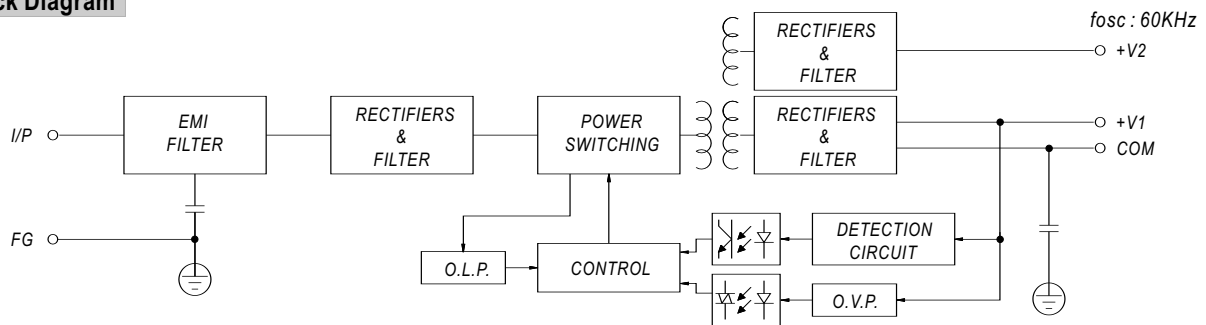 ck Diagram
fosc : 60KHz
RECTIFIERS
&
FILTER
+V2
I/P
EMI
FILTER
RECTIFIERS
&
FILTER
POWER
SWITCHING
RECTIFIERS
&
FILTER
+V1
COM
FG
O.L.P.
CONTROL
DETECTION
CIRCUIT
O.V.P.